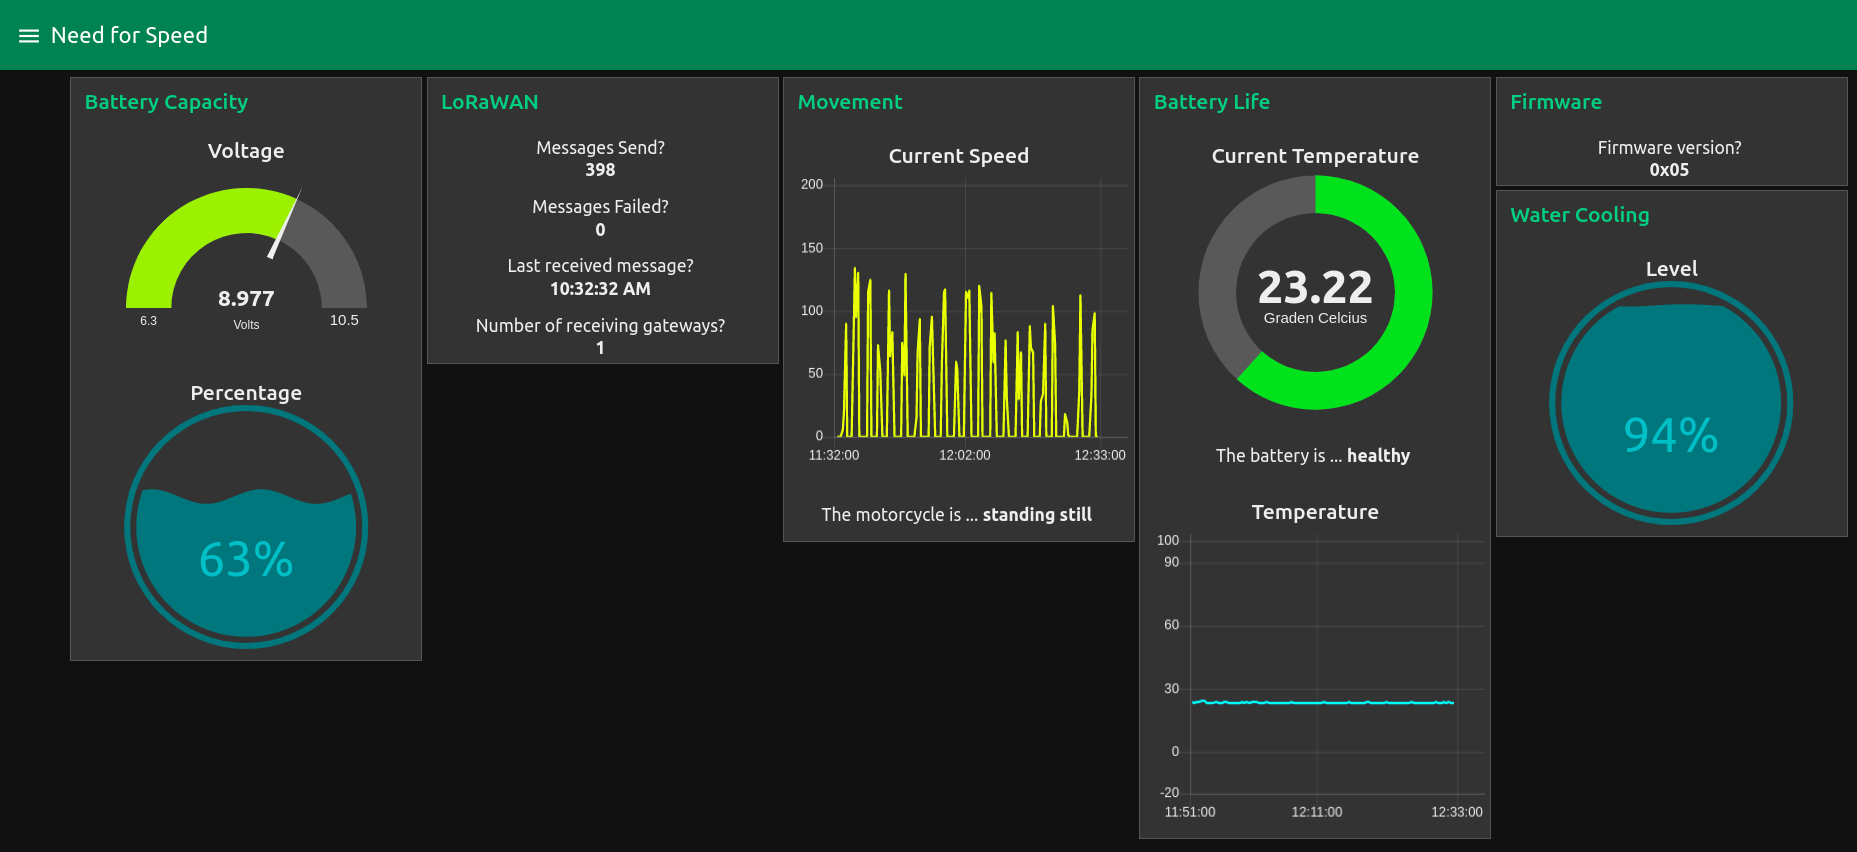 Need for Speed
Battery Capacity
Voltage
8.977
6.3
Volts
10.5
Percentage
63%
LoRaWAN
Messages Send?
398
Messages Failed?
0
Last received message?
10:32:32 AM
Number of receiving gateways?
1
Movement
Current Speed
200
150
100
50
0
11:32:00 12:02:00 12:33:00
The motorcycle is ... standing still
Battery Life
Current Temperature
23.22
Graden Celcius
The battery is ... healthy
Temperature
100
90
60
30
0
-20
11:51:00 12:11:00 12:33:00
Firmware
Firmware version?
0x05
Water Cooling
Level
94%